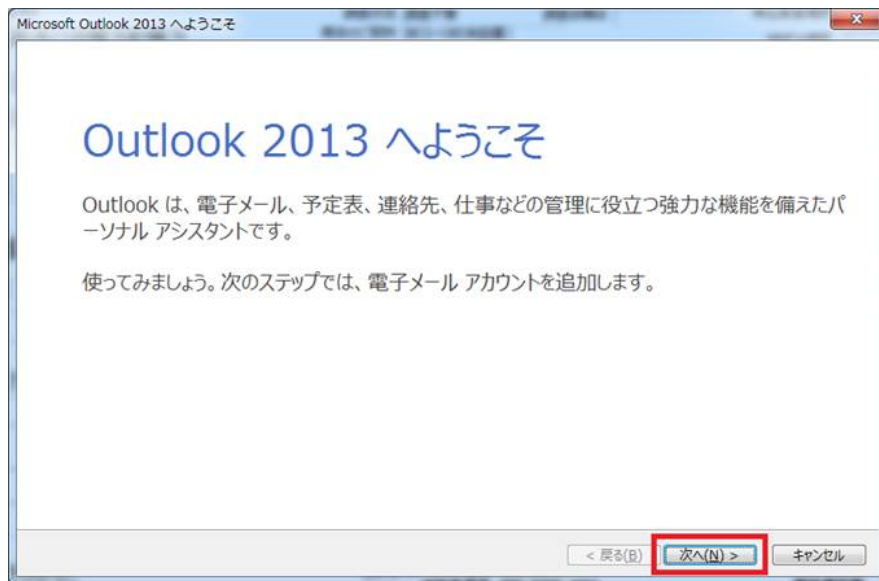 Microsoft Outlook 2013 へようこそ
Outlook 2013 へようこそ
Outlook は、電子メール、予定表、連絡先、仕事などの管理に役立つ強力な機能を備えたパ
ーソナル アシスタントです。
使ってみましょう。次のステップでは、電子メール アカウントを追加します。
< 戻る(B) 次へ(N) > キャンセル